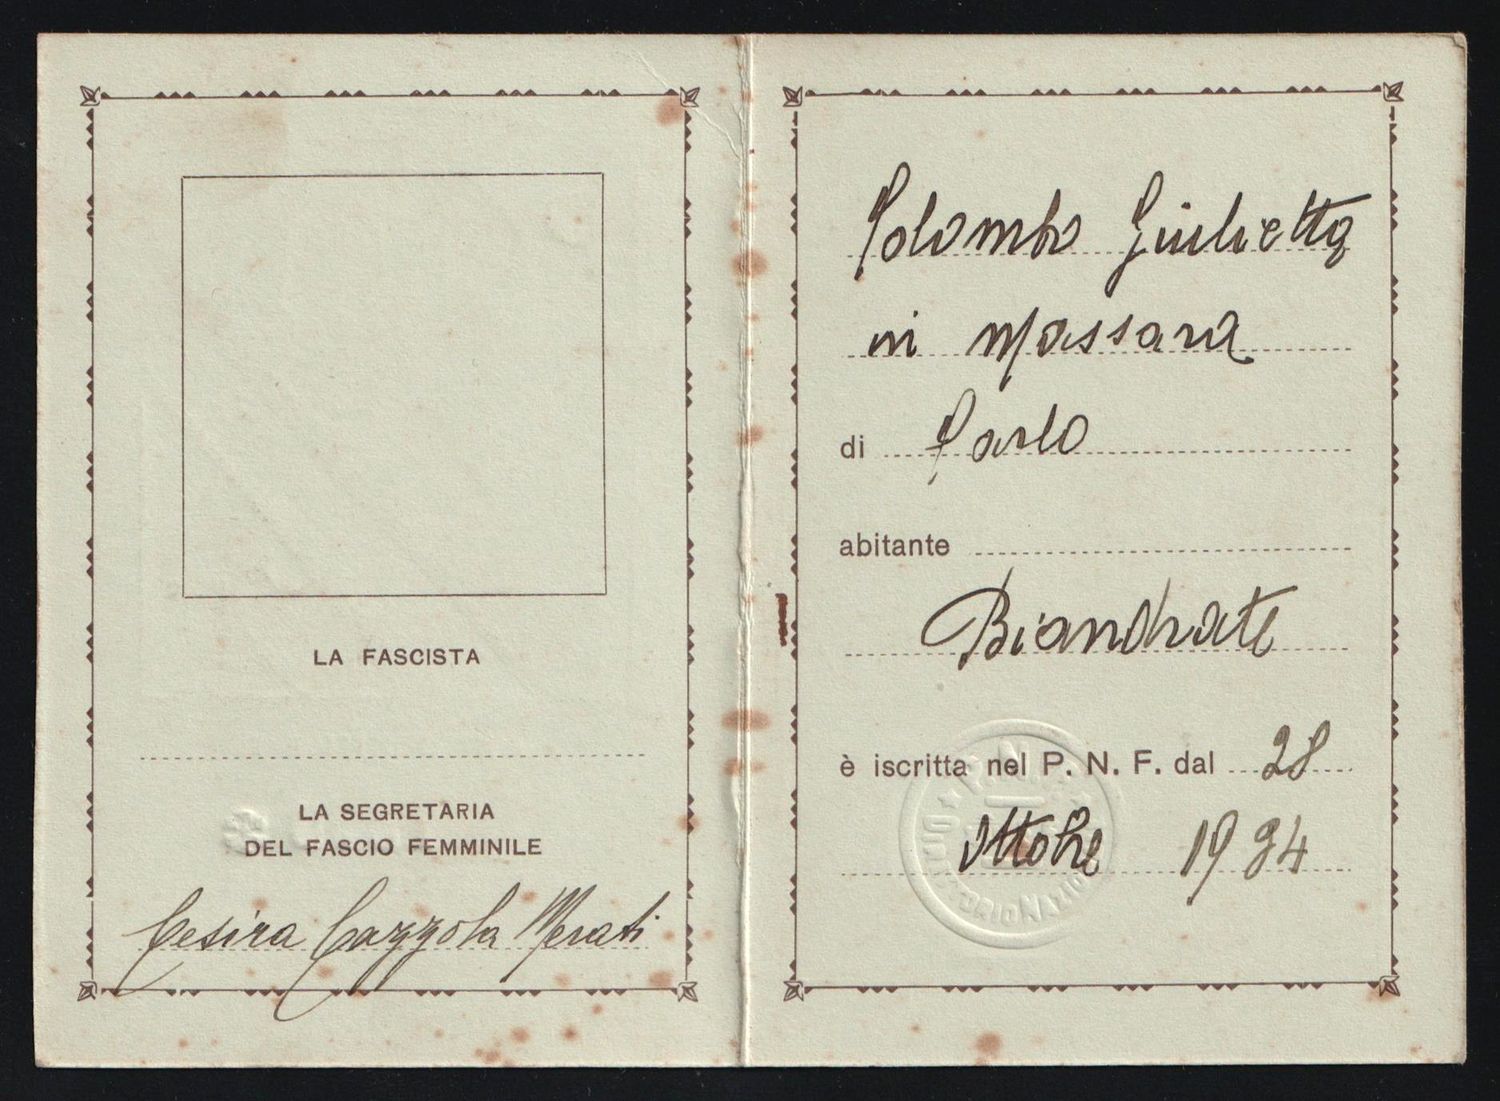 LA FASCISTA
LA SEGRETARIA
DEL FASCIO FEMMINILE
Cesira Cazzola Merati
Colombo Giulietta
in Massara
di Carlo
abitante
Biandrate
è iscritta nel P. N. F. dal 28
Ottobre 1934